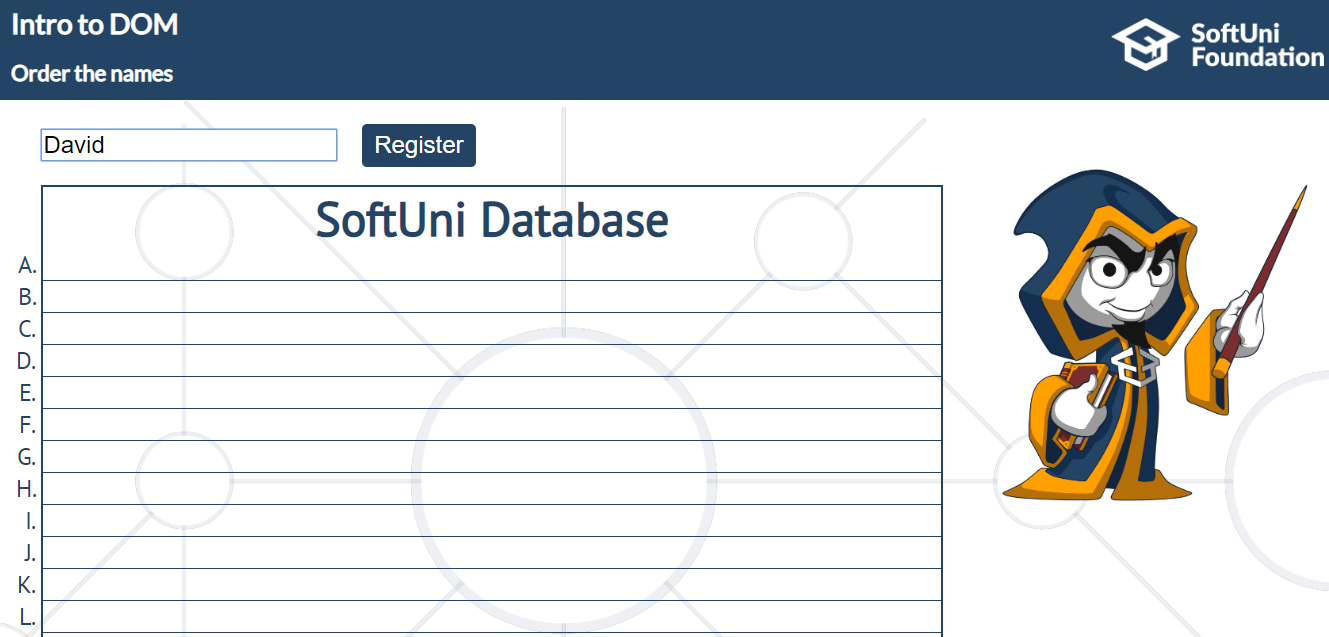 Intro to DOM
Order the names
SoftUni
Foundation
David
Register
SoftUni Database
A.
B.
C.
D.
E.
F.
G.
H.
I.
J.
K.
L.